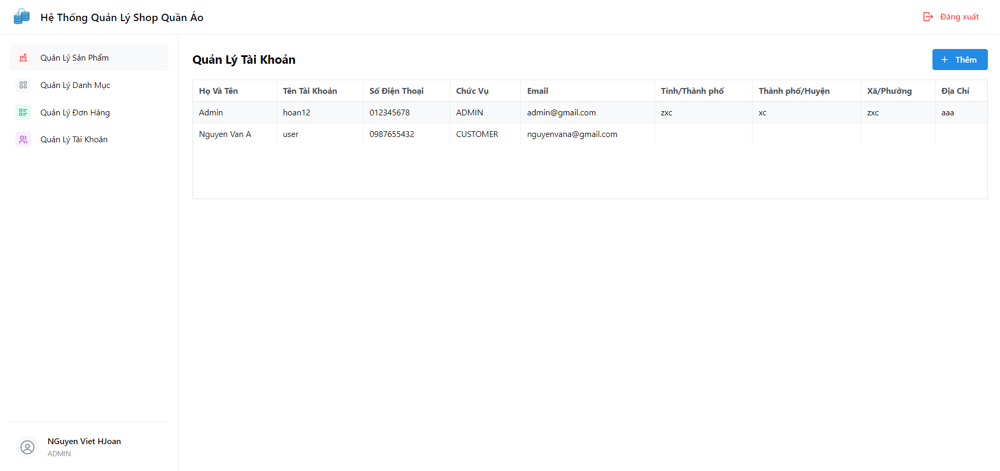 Hệ Thống Quản Lý Shop Quần Áo
Đăng xuất
Quản Lý Sản Phẩm
Quản Lý Danh Mục
Quản Lý Đơn Hàng
Quản Lý Tài Khoản
Quản Lý Tài Khoản
Thêm
Họ Và Tên Tên Tài Khoản Số Điện Thoại Chức Vụ Email Tỉnh/Thành phố Thành phố/Huyện Xã/Phường Địa Chỉ
Admin hoan12 012345678 ADMIN admin@gmail.com zxc xc zxc aaa
Nguyen Van A user 0987655432 CUSTOMER nguyenvana@gmail.com
NGuyen Viet HJoan
ADMIN